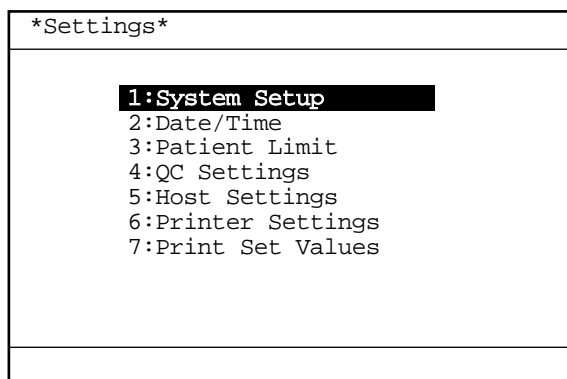 *Settings*
1:System Setup
2:Date/Time
3:Patient Limit
4:QC Settings
5:Host Settings
6:Printer Settings
7:Print Set Values